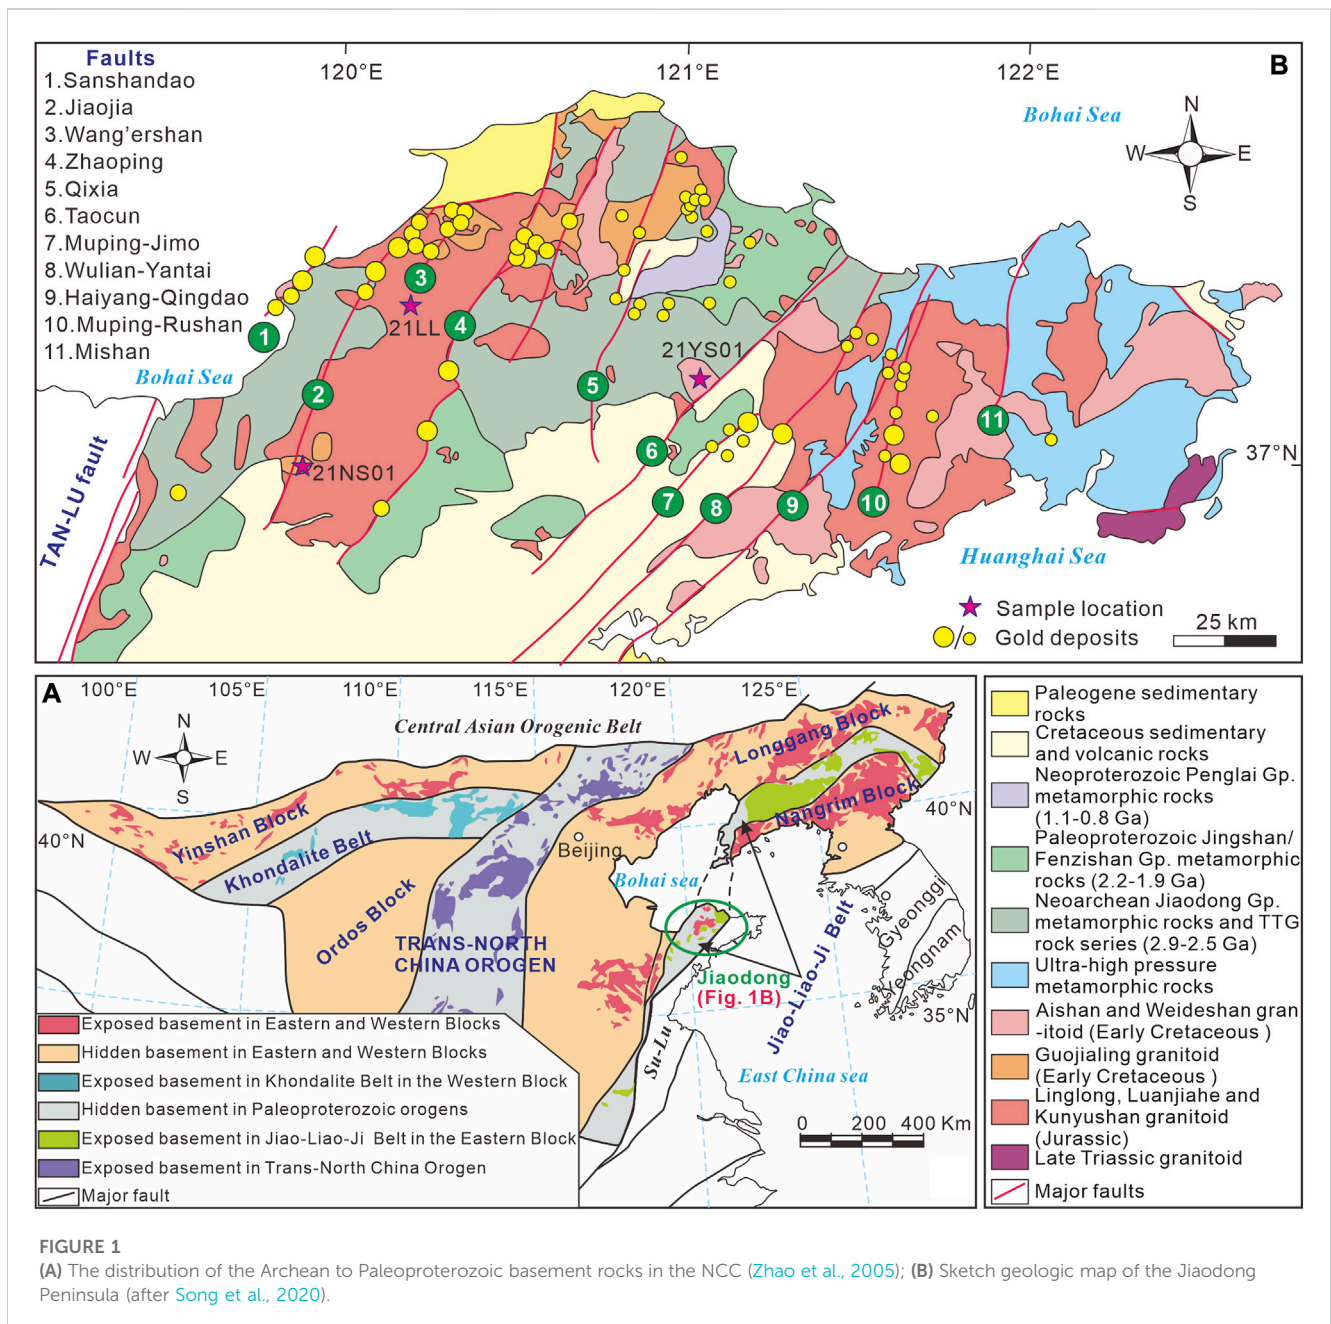 Faults
1.Sanshandao
2.Jiaojia
3.Wang'ershan
4.Zhaoping
5.Qixia
6.Taocun
7.Muping-Jimo
8.Wulian-Yantai
9.Haiyang-Qingdao
10.Muping-Rushan
11.Mishan
120°E
121°E
122°E
B
Bohai Sea
N
W
E
S
1
2
3
4
5
6
7
8
9
10
11
21LL
21YS01
21NS01
Bohai Sea
TAN-LU fault
37°N
Huanghai Sea
Sample location
Gold deposits
25 km
A
100°E
105°E
110°E
115°E
120°E
125°E
N
W
E
S
Central Asian Orogenic Belt
Longgang Block
Nangrim Block
40°N
40°N
Yinshan Block
Khondalite Belt
Ordos Block
TRANS-NORTH
CHINA OROGEN
Beijing
Bohai sea
Jiaodong
(Fig. 1B)
Jiao-Liao-Ji Belt
Gyeonggi
Yeongnam
35°N
Su-Lu
East China sea
0 200 400 Km
Exposed basement in Eastern and Western Blocks
Hidden basement in Eastern and Western Blocks
Exposed basement in Khondalite Belt in the Western Block
Hidden basement in Paleoproterozoic orogens
Exposed basement in Jiao-Liao-Ji Belt in the Eastern Block
Exposed basement in Trans-North China Orogen
Major fault
Paleogene sedimentary
rocks
Cretaceous sedimentary
and volcanic rocks
Neoproterozoic Penglai Gp.
metamorphic rocks
(1.1-0.8 Ga)
Paleoproterozoic Jingshan/
Fenzishan Gp. metamorphic
rocks (2.2-1.9 Ga)
Neoarchean Jiaodong Gp.
metamorphic rocks and TTG
rock series (2.9-2.5 Ga)
Ultra-high pressure
metamorphic rocks
Aishan and Weideshan gran
-itoid (Early Cretaceous )
Guojialing granitoid
(Early Cretaceous )
Linglong, Luanjiahe and
Kunyushan granitoid
(Jurassic)
Late Triassic granitoid
Major faults
FIGURE 1
(A) The distribution of the Archean to Paleoproterozoic basement rocks in the NCC (Zhao et al., 2005); (B) Sketch geologic map of the Jiaodong
Peninsula (after Song et al., 2020).